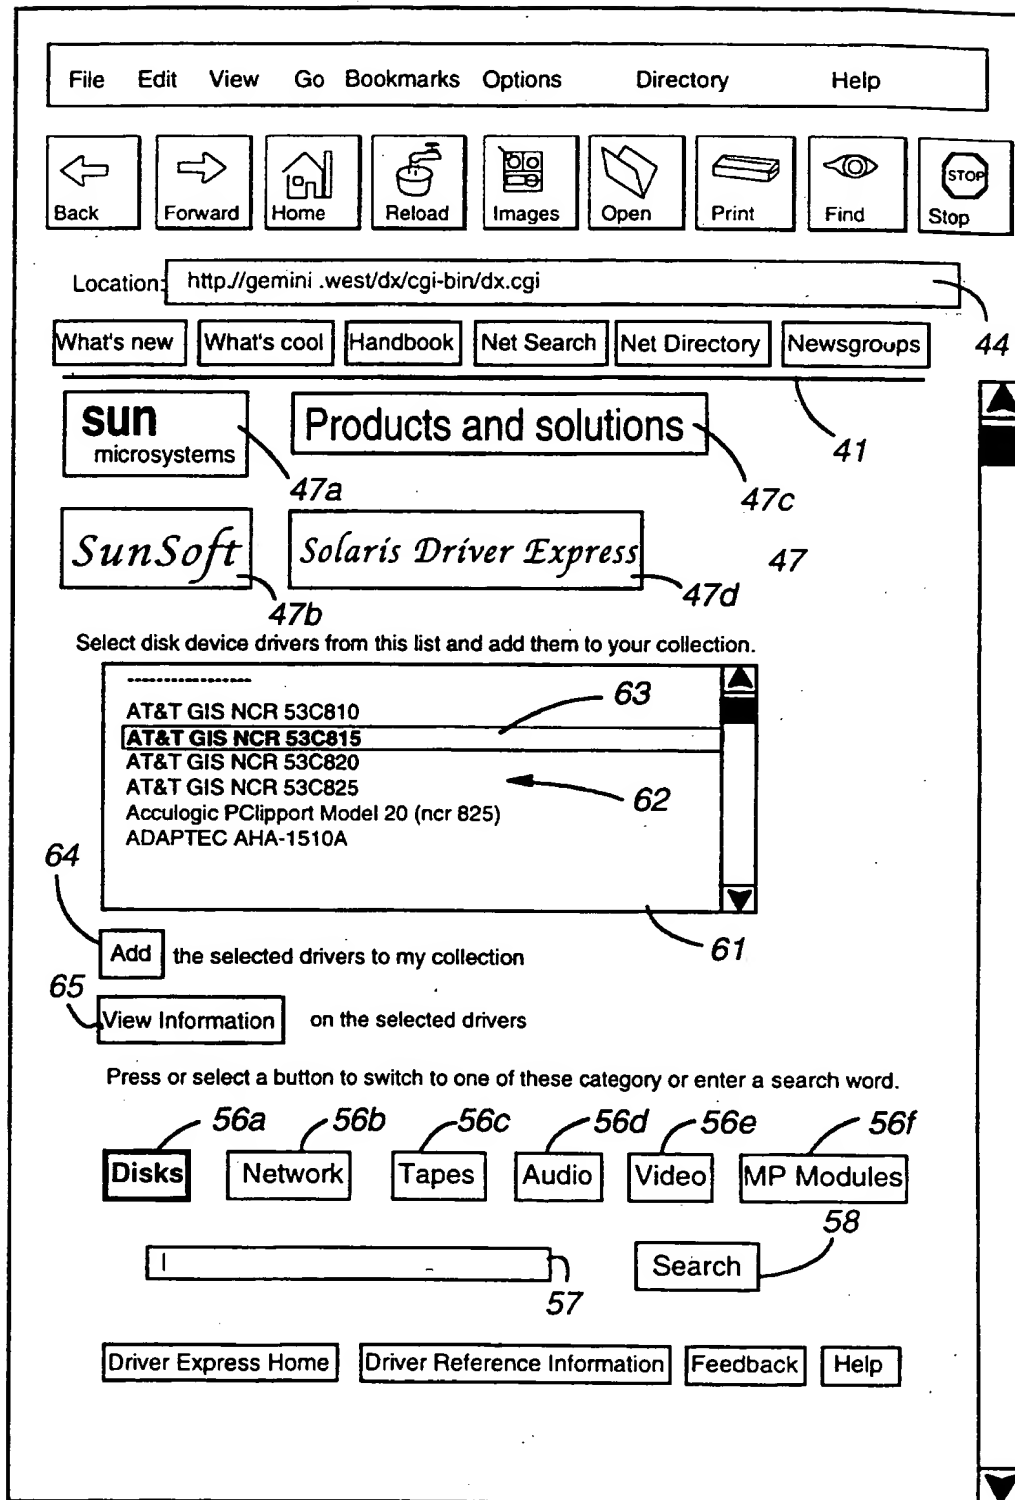 File Edit View Go Bookmarks Options Directory Help
Back Forward Home Reload Images Open Print Find STOP Stop
Location: http.//gemini .west/dx/cgi-bin/dx.cgi
44
What's new What's cool Handbook Net Search Net Directory Newsgroups
41
sun
microsystems
47a
Products and solutions
47c
SunSoft
47b
Solaris Driver Express
47d
47
Select disk device drivers from this list and add them to your collection.
------------------
AT&T GIS NCR 53C810
AT&T GIS NCR 53C815
AT&T GIS NCR 53C820
AT&T GIS NCR 53C825
Acculogic PClipport Model 20 (ncr 825)
ADAPTEC AHA-1510A
63
62
61
64
Add the selected drivers to my collection
65
View Information on the selected drivers
Press or select a button to switch to one of these category or enter a search word.
56a 56b 56c 56d 56e 56f
Disks Network Tapes Audio Video MP Modules
58
Search
57
Driver Express Home Driver Reference Information Feedback Help